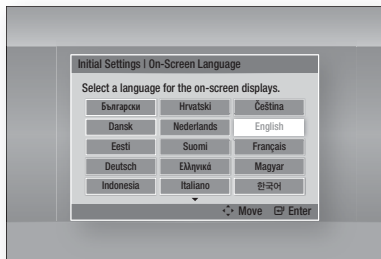 Initial Settings | On-Screen Language
Select a language for the on-screen displays.
Български Hrvatski Čeština
Dansk Nederlands English
Eesti Suomi Français
Deutsch Ελληνικά Magyar
Indonesia Italiano 한국어
Move Enter